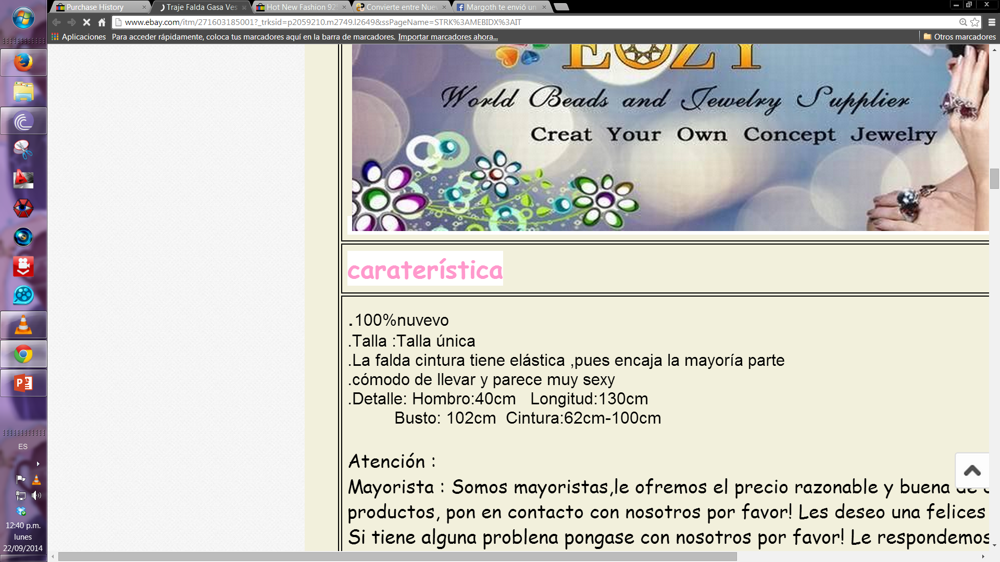 Purchase History
Traje Falda Gasa Ves
Hot New Fashion 925
Convierte entre Nuev
Margoth te envió un
www.ebay.com/itm/271603185001?_trksid=p2059210.m2749.l2649&ssPageName=STRK%3AMEBIDX%3AIT
Aplicaciones
Para acceder rápidamente, coloca tus marcadores aquí en la barra de marcadores. Importar marcadores ahora...
Otros marcadores
EOZY
World Beads and Jewelry Supplier
Creat Your Own Concept Jewelry
caraterística
.100%nuvevo
.Talla :Talla única
.La falda cintura tiene elástica ,pues encaja la mayoría parte
.cómodo de llevar y parece muy sexy
.Detalle: Hombro:40cm Longitud:130cm
Busto: 102cm Cintura:62cm-100cm
Atención :
Mayorista : Somos mayoristas,le ofremos el precio razonable y buena de
productos, pon en contacto con nosotros por favor! Les deseo una felices
Si tiene alguna problena pongase con nosotros por favor! Le respondemos
ES
12:40 p.m.
lunes
22/09/2014